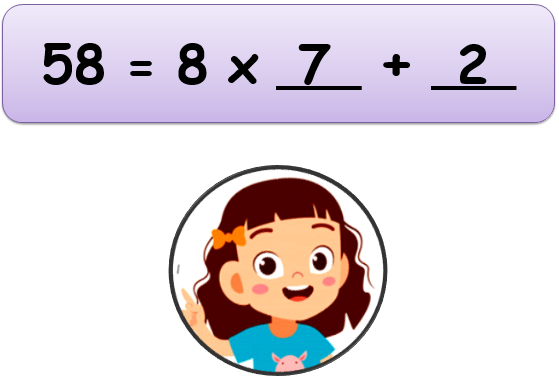 58 = 8 x 7 + 2